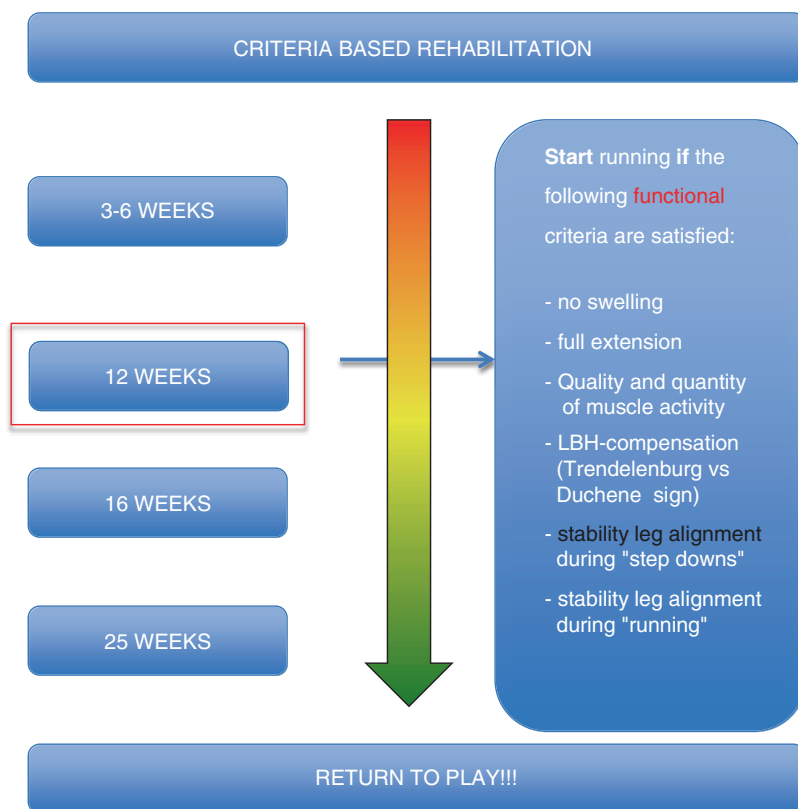 CRITERIA BASED REHABILITATION
3-6 WEEKS
12 WEEKS
16 WEEKS
25 WEEKS
Start running if the
following functional
criteria are satisfied:
- no swelling
- full extension
- Quality and quantity
of muscle activity
- LBH-compensation
(Trendelenburg vs
Duchene sign)
- stability leg alignment
during "step downs"
- stability leg alignment
during "running"
RETURN TO PLAY!!!